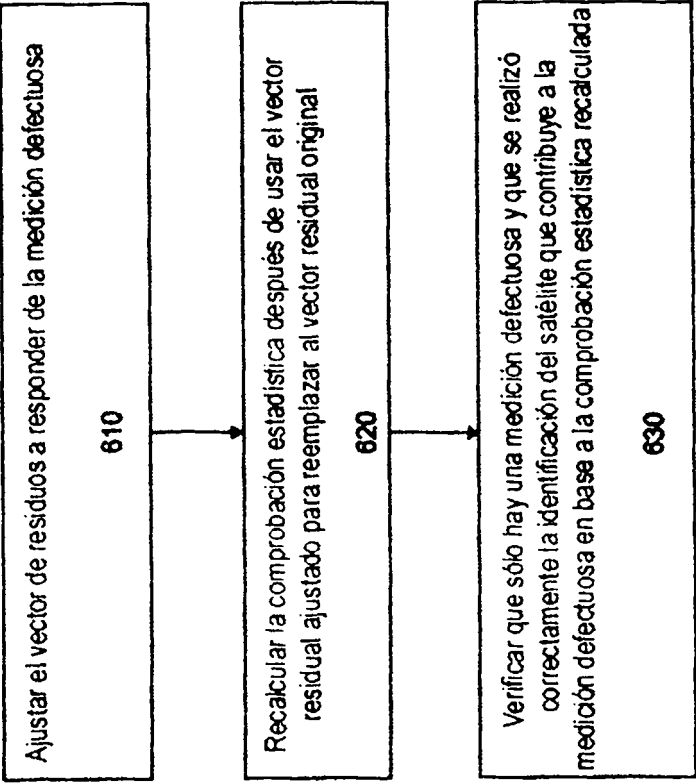 Ajustar el vector de residuos a responder de la medición defectuosa
610
Recalcular la comprobación estadística después de usar el vector
residual ajustado para reemplazar al vector residual original
620
Verificar que sólo hay una medición defectuosa y que se realizó
correctamente la identificación del satélite que contribuye a la
medición defectuosa en base a la comprobación estadística recalculada
630